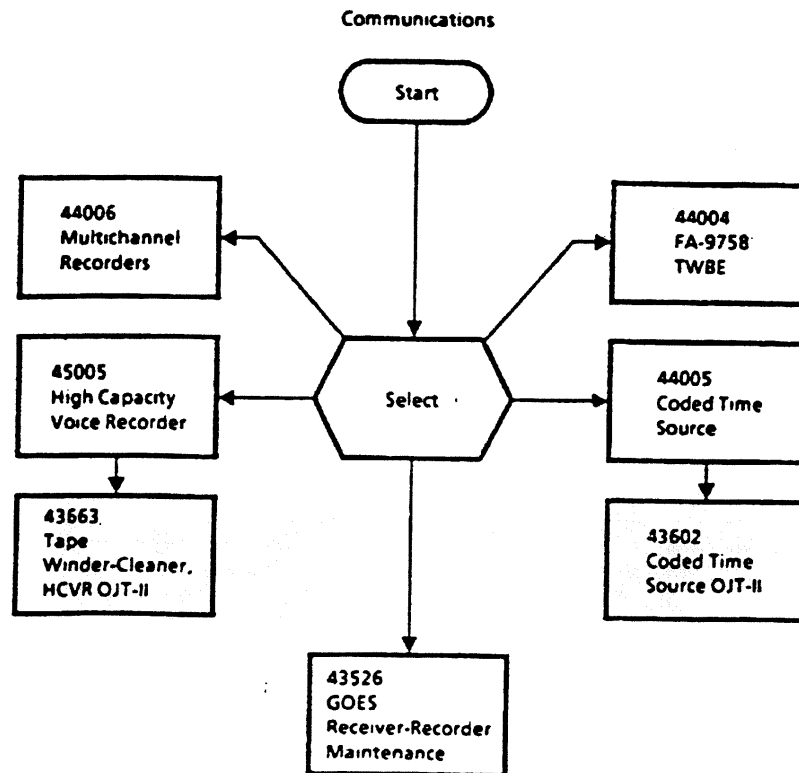 Communications
Start
44006
Multichannel
Recorders
44004
FA-9758
TWBE
45005
High Capacity
Voice Recorder
Select
44005
Coded Time
Source
43663
Tape
Winder-Cleaner,
HCVR OJT-II
43602
Coded Time
Source OJT-II
43526
GOES
Receiver-Recorder
Maintenance